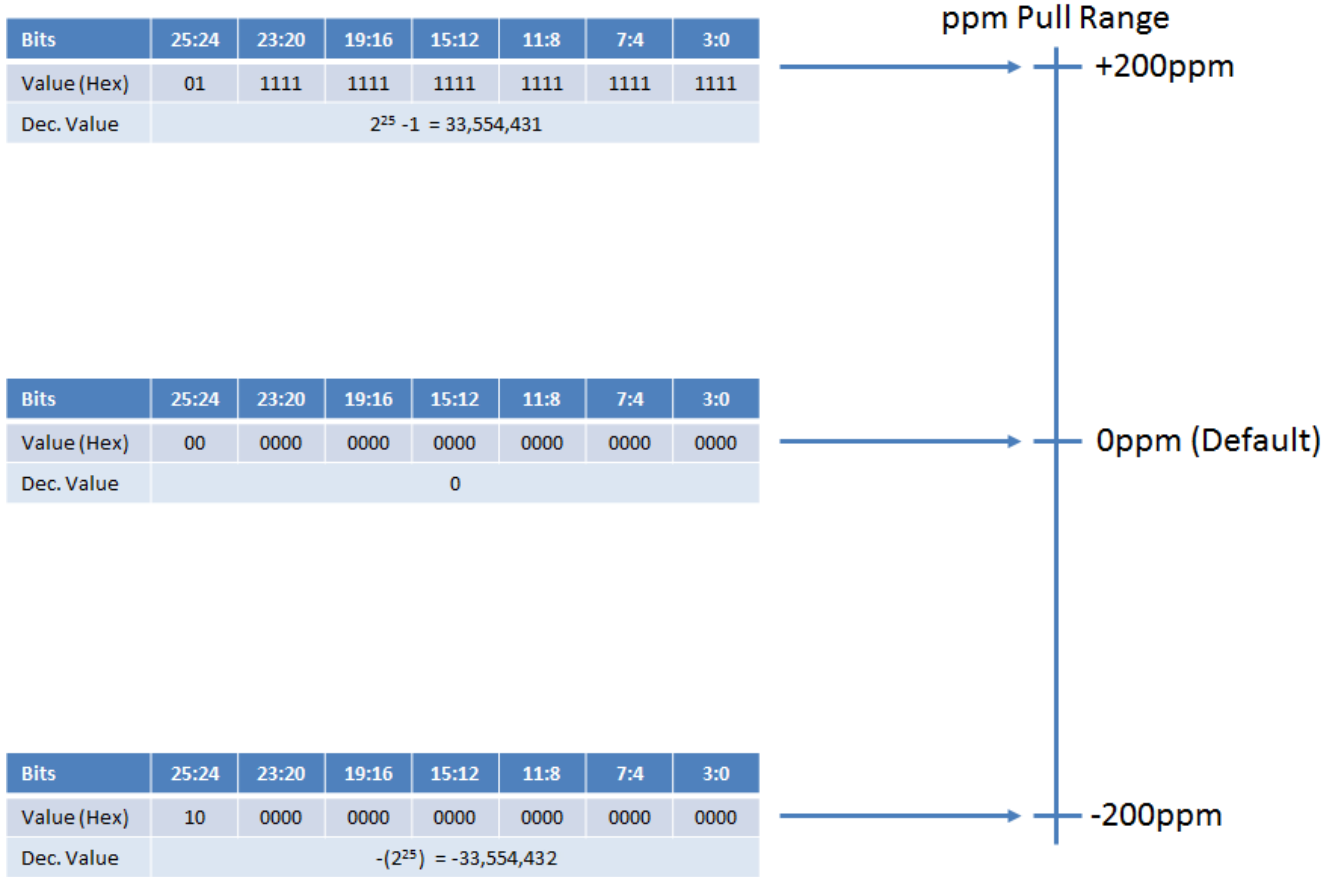 ppm Pull Range
Bits 25:24 23:20 19:16 15:12 11:8 7:4 3:0
Value (Hex) 01 1111 1111 1111 1111 1111 1111
Dec. Value 2²⁵ -1 = 33,554,431
+200ppm
Bits 25:24 23:20 19:16 15:12 11:8 7:4 3:0
Value (Hex) 00 0000 0000 0000 0000 0000 0000
Dec. Value 0
0ppm (Default)
Bits 25:24 23:20 19:16 15:12 11:8 7:4 3:0
Value (Hex) 10 0000 0000 0000 0000 0000 0000
Dec. Value -(2²⁵) = -33,554,432
-200ppm